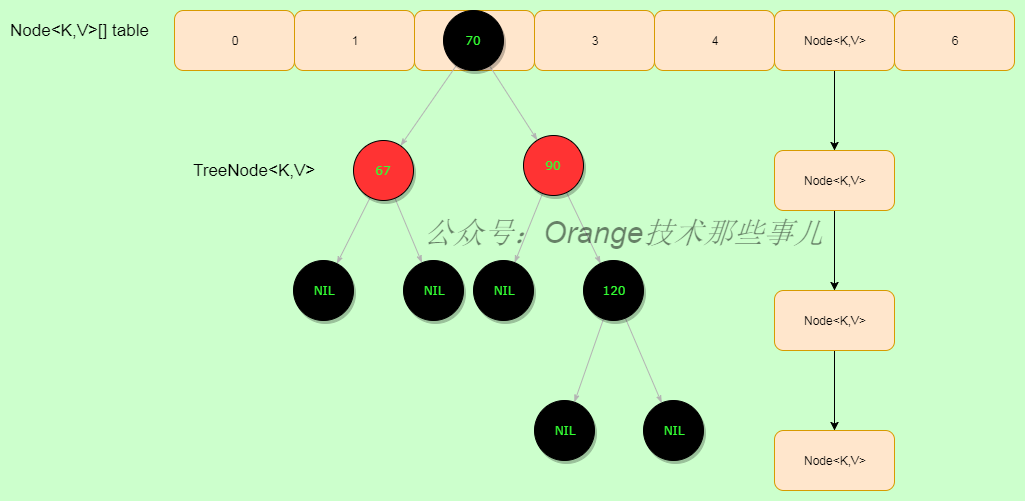 Node<K,V>[] table
0
1
70
3
4
Node<K,V>
6
TreeNode<K,V>
67
90
Node<K,V>
公众号：Orange技术那些事儿
NIL
NIL
NIL
120
Node<K,V>
NIL
NIL
Node<K,V>